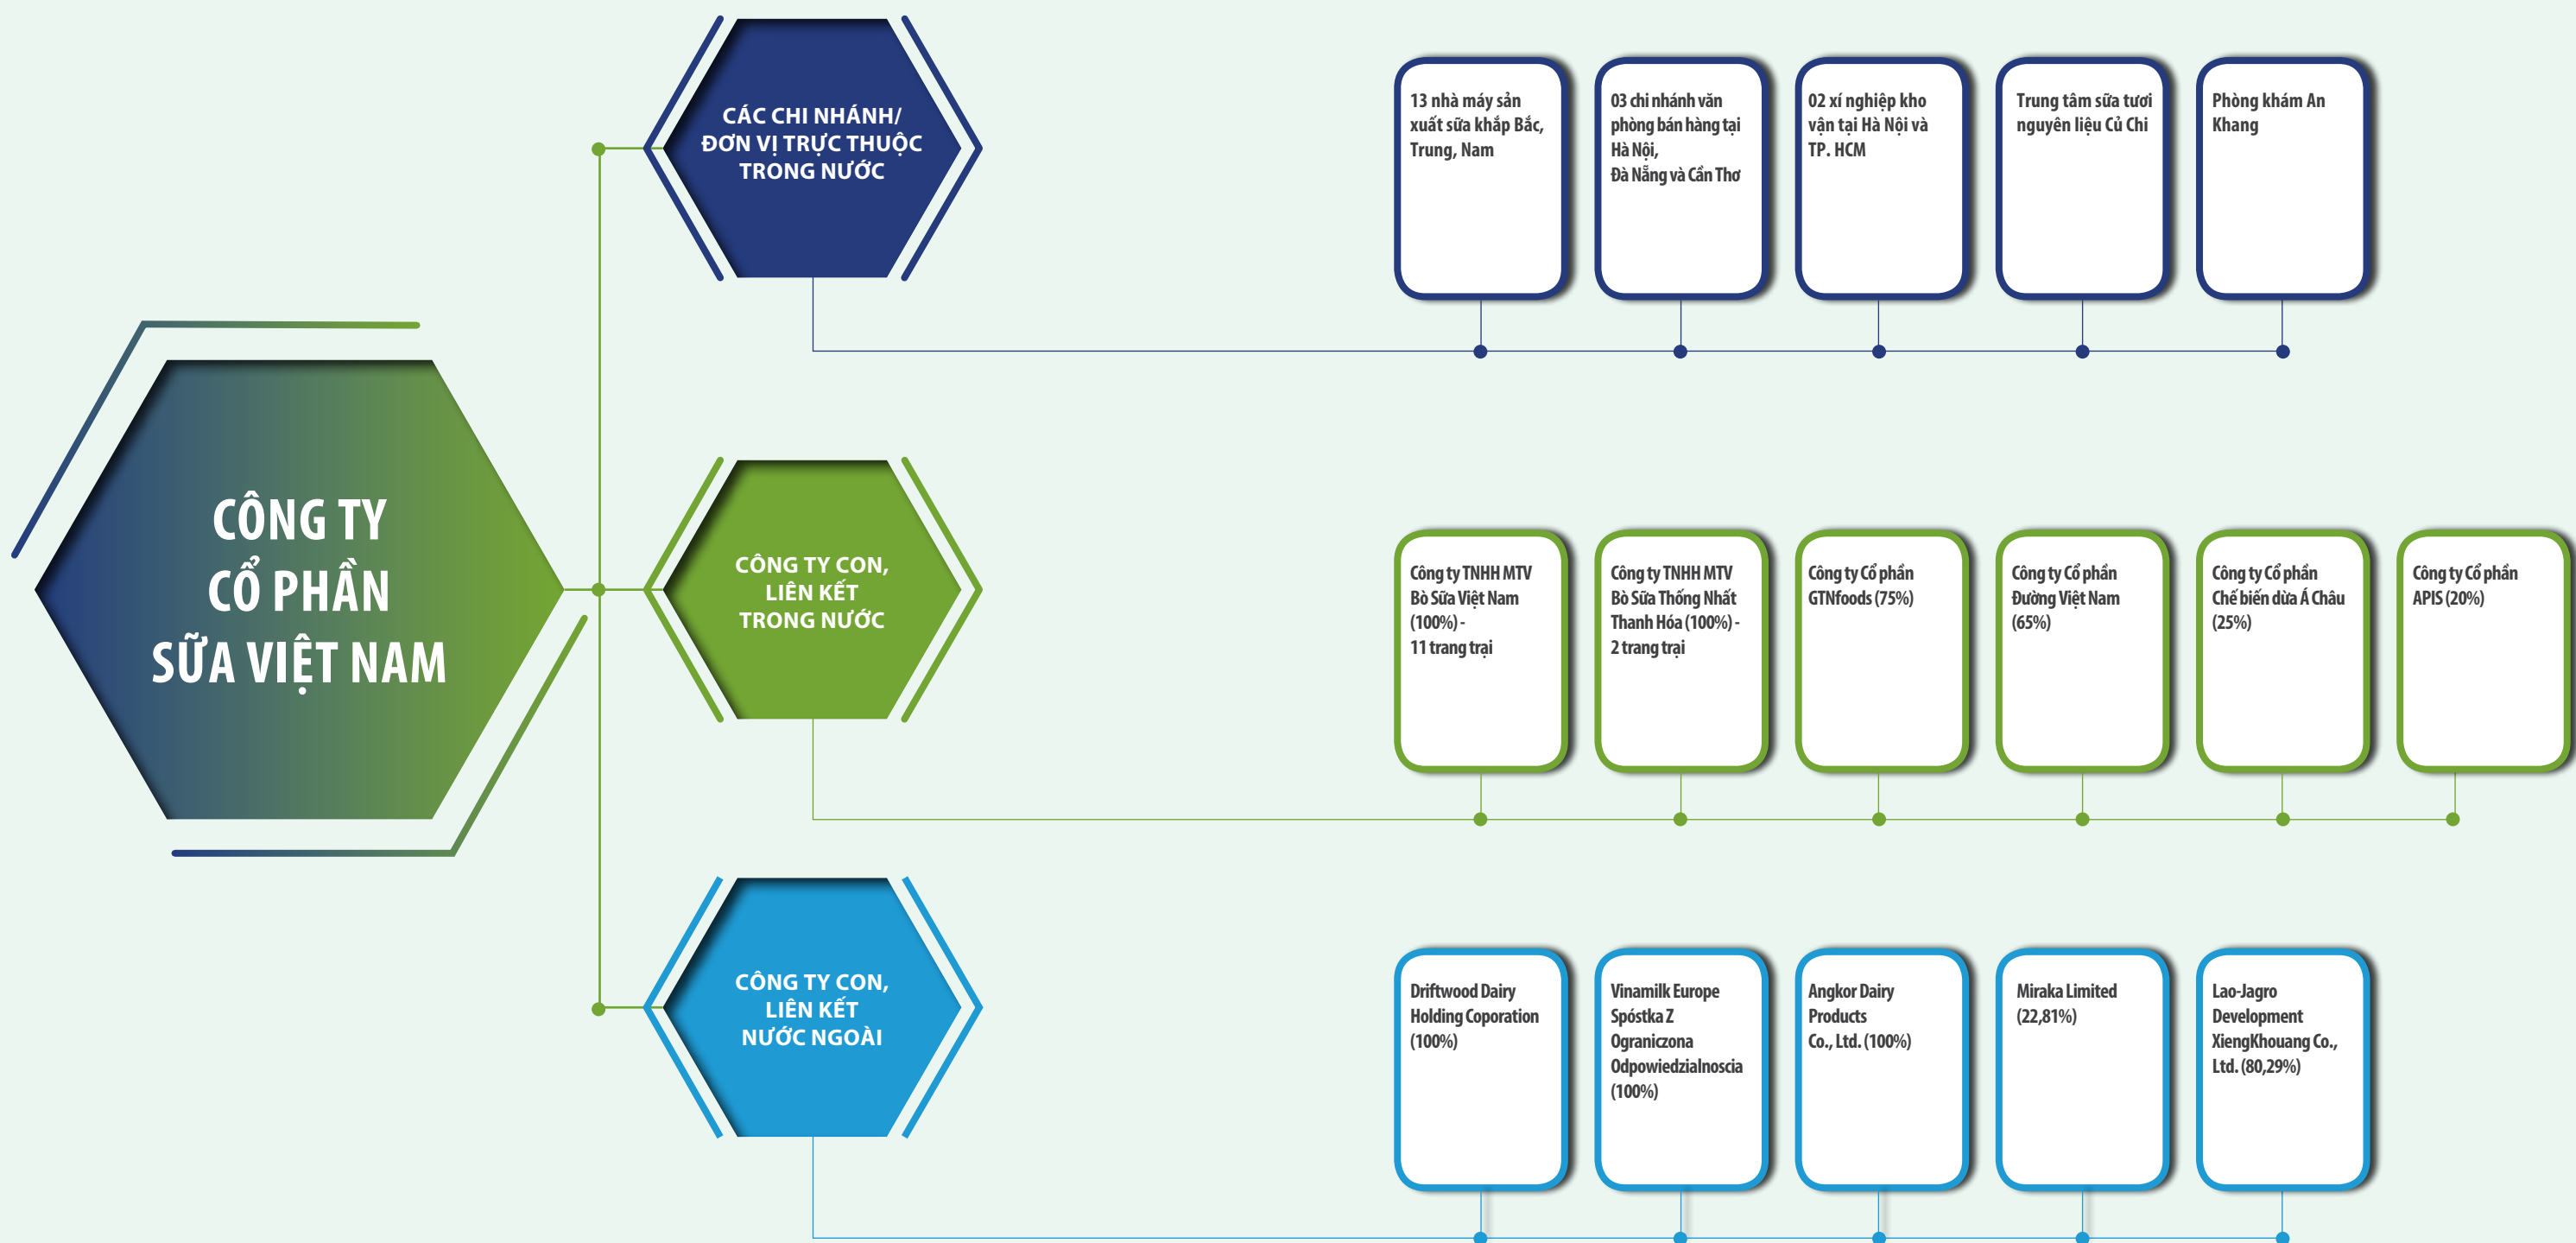 CÔNG TY
CỔ PHẦN
SỮA VIỆT NAM
CÁC CHI NHÁNH/
ĐƠN VỊ TRỰC THUỘC
TRONG NƯỚC
13 nhà máy sản
xuất sữa khắp Bắc,
Trung, Nam
03 chi nhánh văn
phòng bán hàng tại
Hà Nội,
Đà Nẵng và Cần Thơ
02 xí nghiệp kho
vận tại Hà Nội và
TP. HCM
Trung tâm sữa tươi
nguyên liệu Củ Chi
Phòng khám An
Khang
CÔNG TY CON,
LIÊN KẾT
TRONG NƯỚC
Công ty TNHH MTV
Bò Sữa Việt Nam
(100%) -
11 trang trại
Công ty TNHH MTV
Bò Sữa Thống Nhất
Thanh Hóa (100%) -
2 trang trại
Công ty Cổ phần
GTNfoods (75%)
Công ty Cổ phần
Đường Việt Nam
(65%)
Công ty Cổ phần
Chế biến dừa Á Châu
(25%)
Công ty Cổ phần
APIS (20%)
CÔNG TY CON,
LIÊN KẾT
NƯỚC NGOÀI
Driftwood Dairy
Holding Coporation
(100%)
Vinamilk Europe
Spóstka Z
Ograniczona
Odpowiedzialnoscia
(100%)
Angkor Dairy
Products
Co., Ltd. (100%)
Miraka Limited
(22,81%)
Lao-Jagro
Development
XiengKhouang Co.,
Ltd. (80,29%)